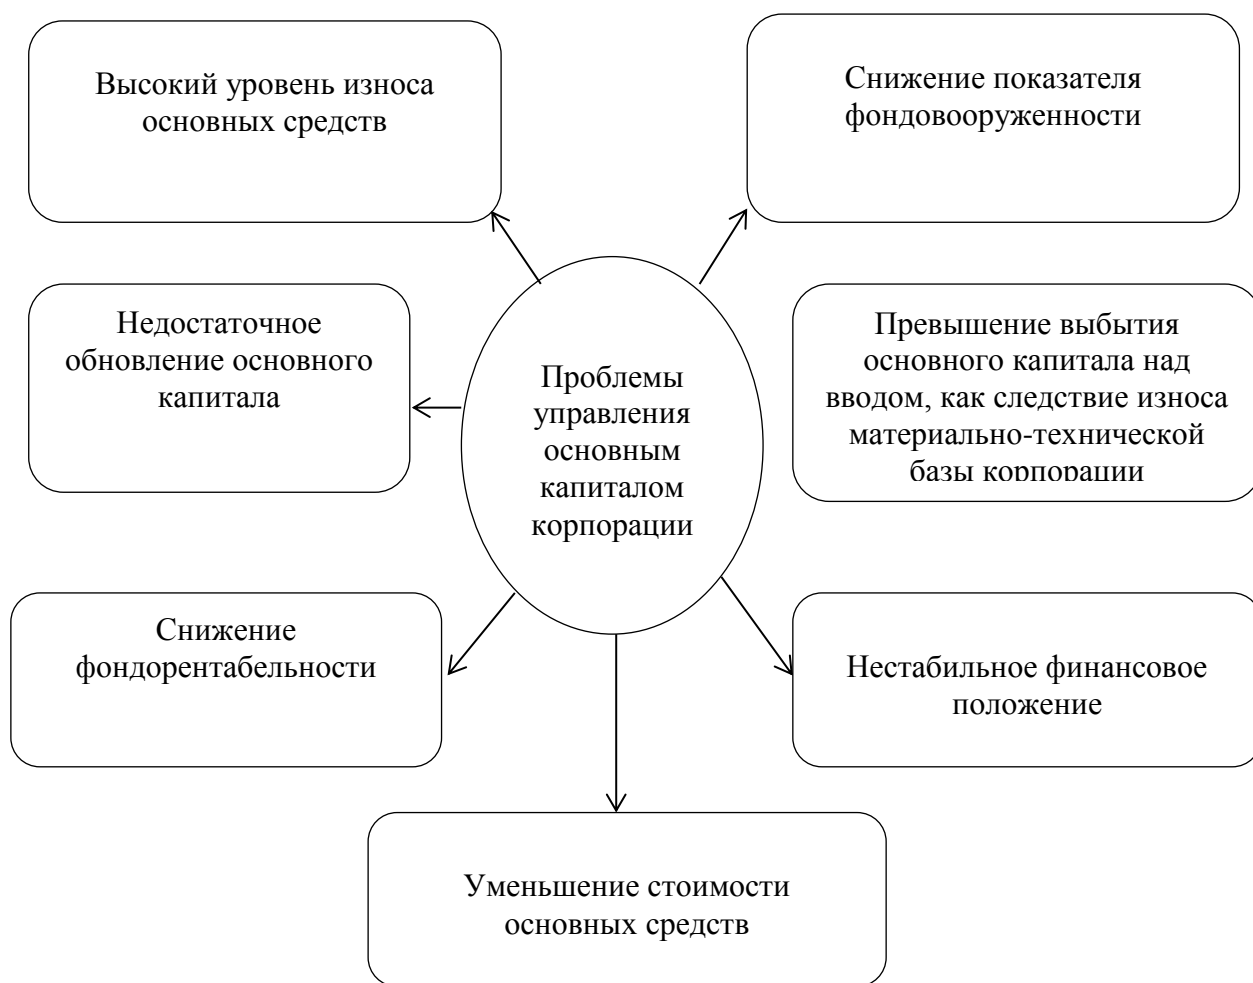 Высокий уровень износа
основных средств
Снижение показателя
фондовооруженности
Недостаточное
обновление основного
капитала
Проблемы
управления
основным
капиталом
корпорации
Превышение выбытия
основного капитала над
вводом, как следствие износа
материально-технической
базы корпорации
Снижение
фондорентабельности
Нестабильное финансовое
положение
Уменьшение стоимости
основных средств